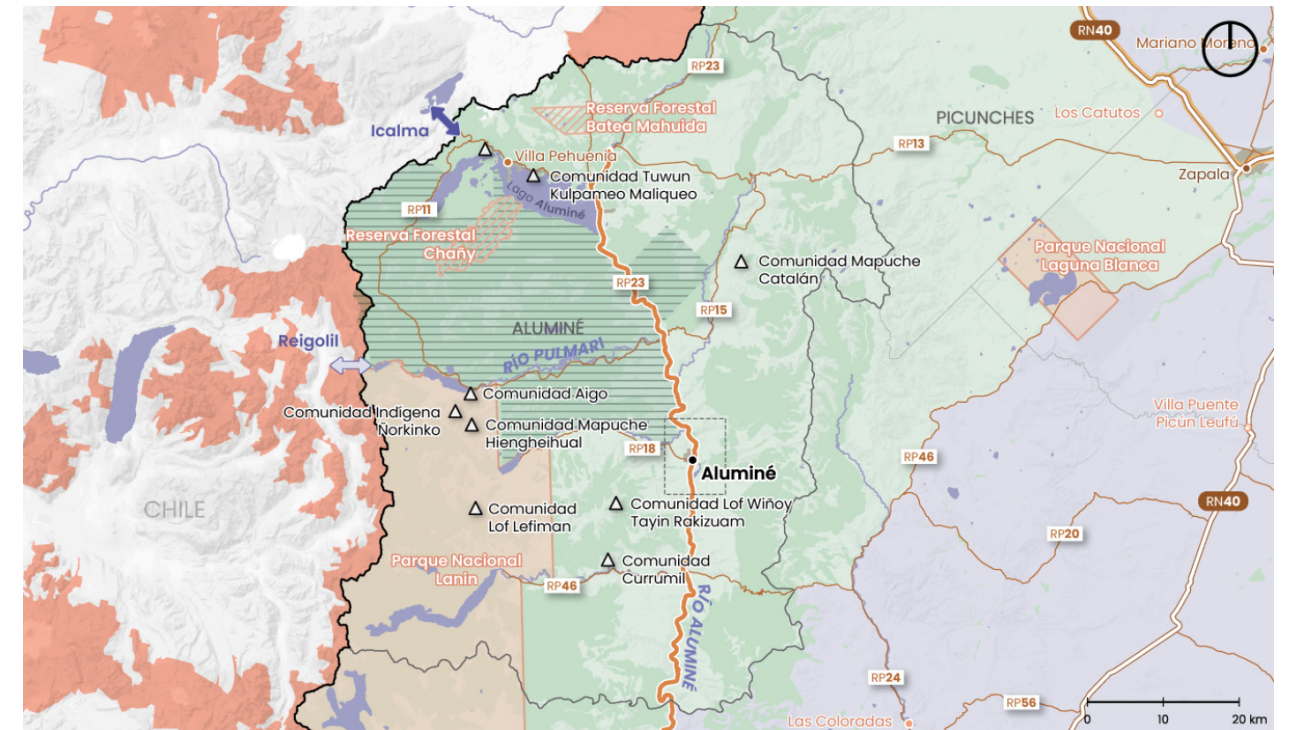 RN40
Mariano Moreno
RP23
Reserva Forestal
Batea Mahuida
PICUNCHES
Los Catutos
Icalma
RP13
Villa Pehuenia
Zapala
Comunidad Tuwun
Kulpameo Maliqueo
Lago Aluminé
RP11
Reserva Forestal
Chañy
Parque Nacional
Laguna Blanca
Comunidad Mapuche
Catalán
RP23
RP15
ALUMINÉ
Reigolil
RÍO PULMARI
Comunidad Aigo
Comunidad Indígena
Ñorkinko
Comunidad Mapuche
Hiengheihual
Villa Puente
Picún Leufú
RP18
RP46
Aluminé
RN40
CHILE
Comunidad
Lof Lefiman
Comunidad Lof Wiñoy
Tayin Rakizuam
RP20
Parque Nacional
Lanin
Comunidad
Currumil
RP46
RÍO ALUMINÉ
RP24
RP56
Las Coloradas
0 10 20 km